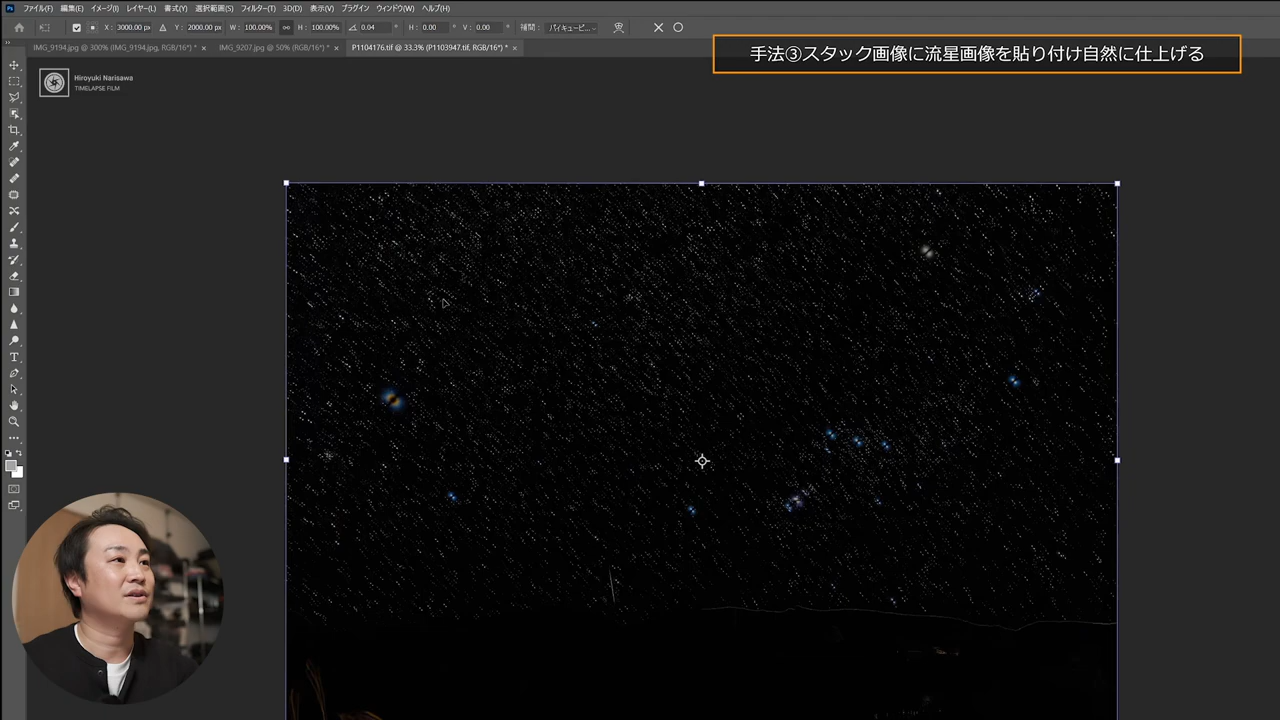 ファイル(F) 編集(E) イメージ(I) レイヤー(L) 書式(Y) 選択範囲(S) フィルター(T) 3D(D) 表示(V) プラグイン ウィンドウ(W) ヘルプ(H)
X: 3000.00 px Y: 2000.00 px W: 100.00% H: 100.00% 0.04 ° H: 0.00 ° V: 0.00 ° 補間: バイキュービ...
IMG_9194.jpg @ 300% (IMG_9194.jpg, RGB/16*) * × IMG_9207.jpg @ 50% (RGB/16*) * × P1104176.tif @ 33.3% (P1103947.tif, RGB/16*) * ×
手法③スタック画像に流星画像を貼り付け自然に仕上げる
Hiroyuki Narisawa
TIMELAPSE FILM